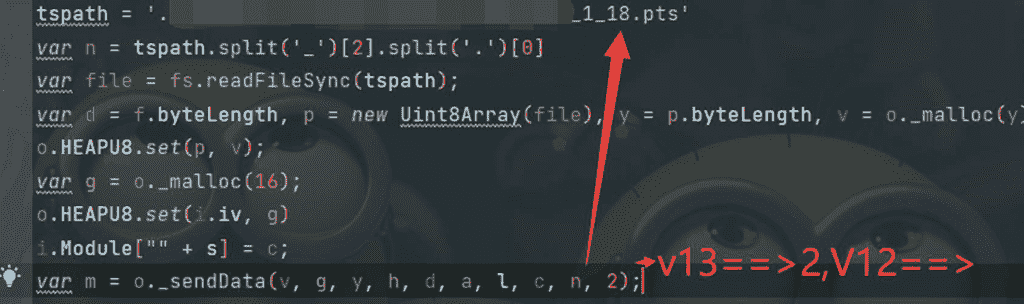 tspath = '. _1_18.pts'
var n = tspath.split('_')[2].split('.')[0]
var file = fs.readFileSync(tspath);
var d = f.byteLength, p = new Uint8Array(file), y = p.byteLength, v = o._malloc(y)
o.HEAPU8.set(p, v);
var g = o._malloc(16);
o.HEAPU8.set(i.iv, g)
i.Module["" + s] = c;
var m = o._sendData(v, g, y, h, d, a, l, c, n, 2); v13==>2,V12==>